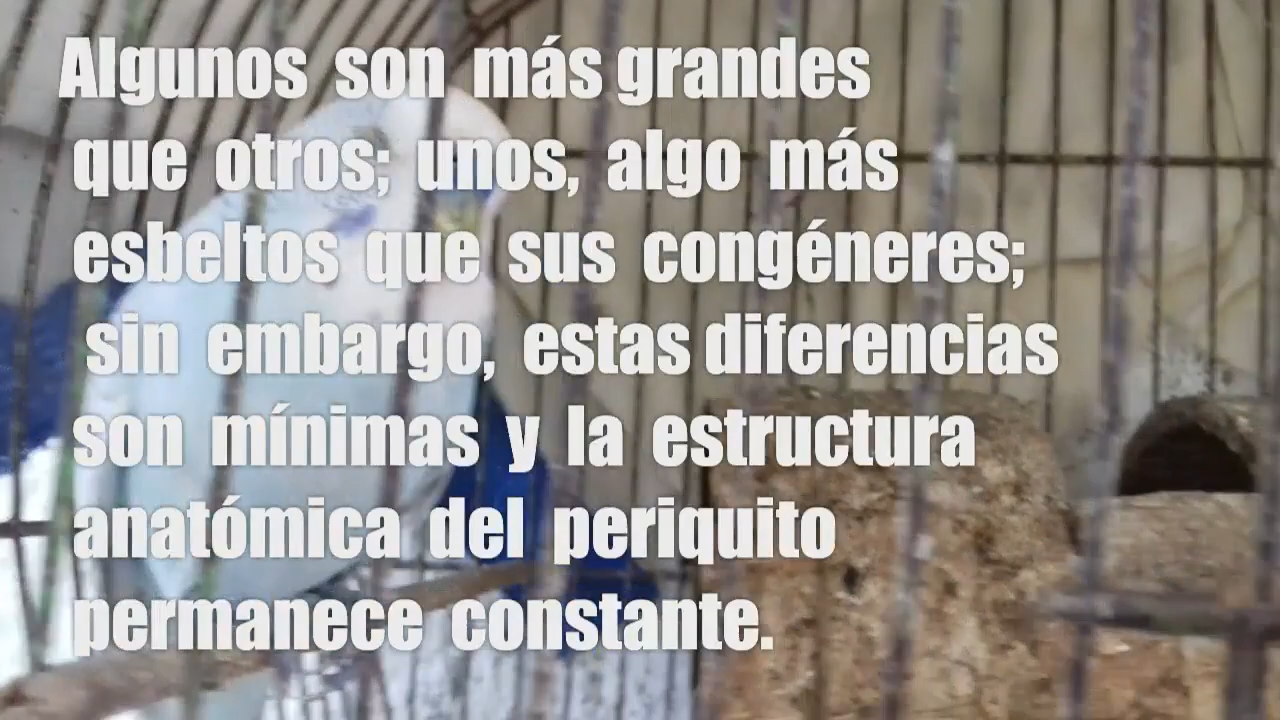 Algunos son más grandes
que otros; unos, algo más
esbeltos que sus congéneres;
sin embargo, estas diferencias
son mínimas y la estructura
anatómica del periquito
permanece constante.